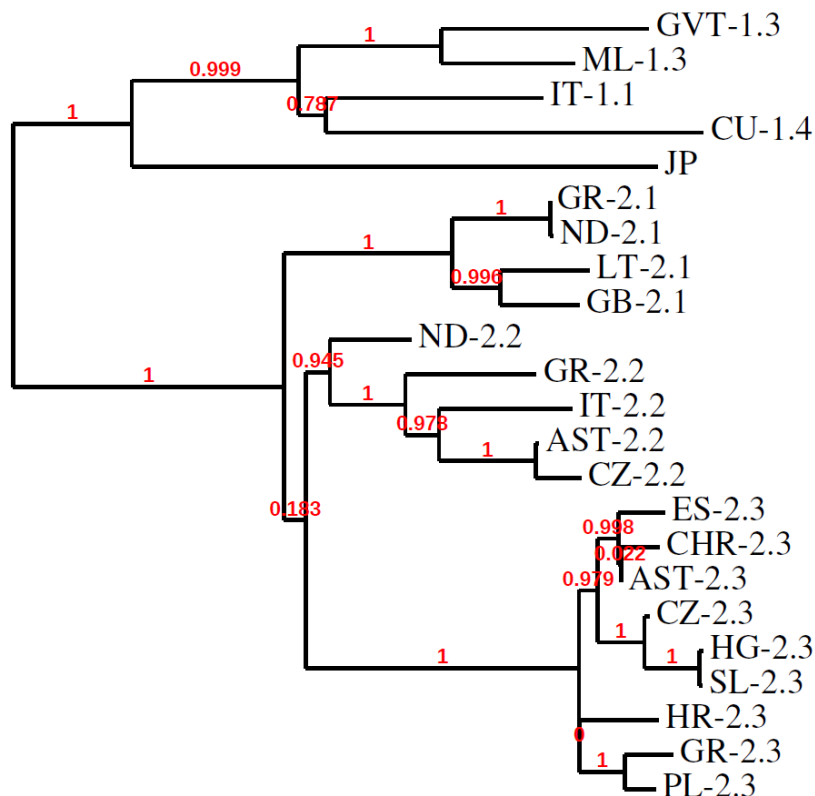 GVT-1.3
1
ML-1.3
0.999
IT-1.1
0.787
1
CU-1.4
JP
GR-2.1
1
ND-2.1
1
LT-2.1
0.996
GB-2.1
ND-2.2
0.945
GR-2.2
1
1
IT-2.2
0.978
AST-2.2
1
CZ-2.2
0.183
ES-2.3
0.998
CHR-2.3
0.022
AST-2.3
0.979
CZ-2.3
1
HG-2.3
1
1
SL-2.3
HR-2.3
0
GR-2.3
1
PL-2.3